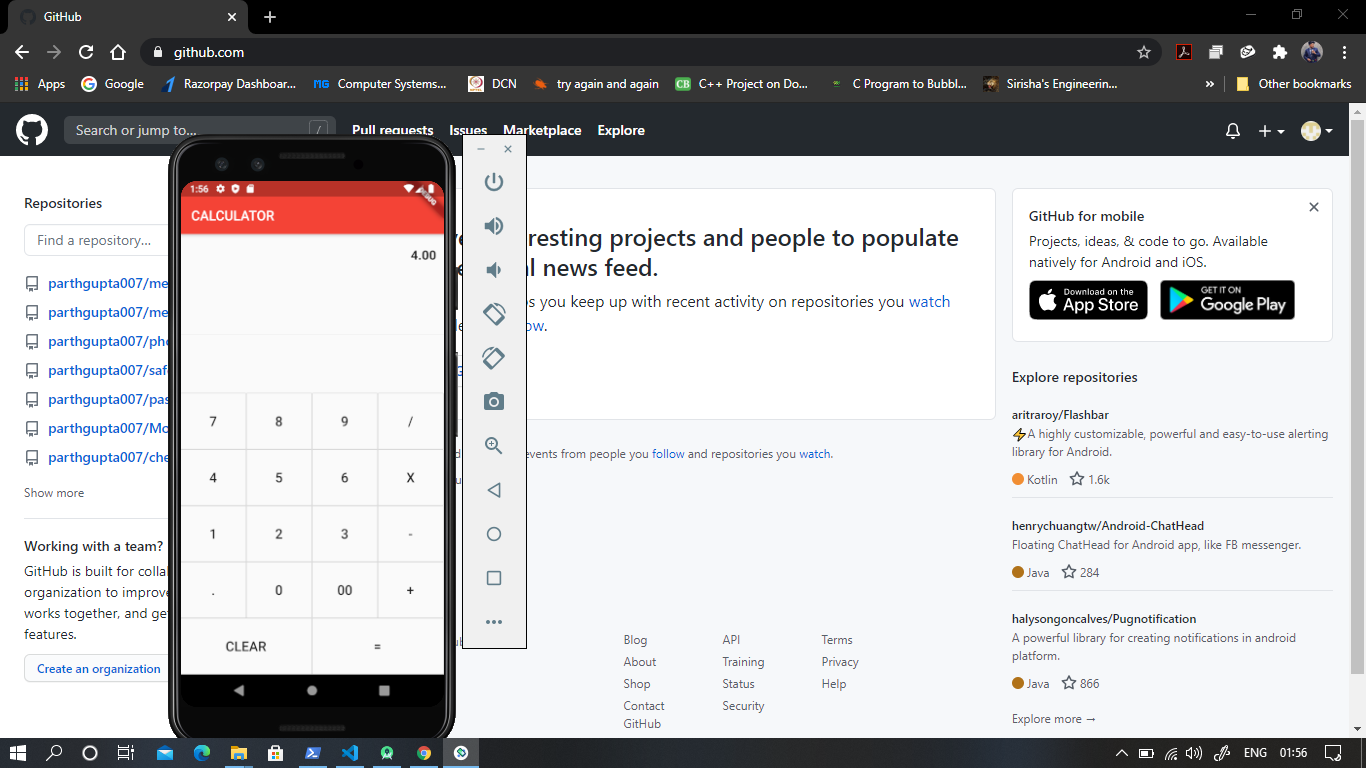 GitHub
github.com
Apps
Google
Razorpay Dashboar...
MG
Computer Systems...
DCN
try again and again
CB
C++ Project on Do...
C Program to Bubbl...
Sirisha's Engineerin...
»
Other bookmarks
Search or jump to...
/
Pull requests
Issues
Marketplace
Explore
Repositories
Find a repository...
parthgupta007/me
parthgupta007/me
parthgupta007/pho
parthgupta007/saf
parthgupta007/pas
parthgupta007/Mo
parthgupta007/che
Show more
Working with a team?
GitHub is built for colla
organization to improve
works together, and get
features.
Create an organization
1:56
DEBUG
CALCULATOR
4.00
7 8 9 /
4 5 6 X
1 2 3 -
. 0 00 +
CLEAR =
resting projects and people to populate
l news feed.
s you keep up with recent activity on repositories you watch
ow.
events from people you follow and repositories you watch.
Blog
About
Shop
Contact
GitHub
API
Training
Status
Security
Terms
Privacy
Help
GitHub for mobile
Projects, ideas, & code to go. Available
natively for Android and iOS.
Download on the
App Store
GET IT ON
Google Play
Explore repositories
aritraroy/Flashbar
⚡A highly customizable, powerful and easy-to-use alerting
library for Android.
Kotlin 1.6k
henrychuangtw/Android-ChatHead
Floating ChatHead for Android app, like FB messenger.
Java 284
halysongoncalves/Pugnotification
A powerful library for creating notifications in android
platform.
Java 866
Explore more →
ENG
01:56